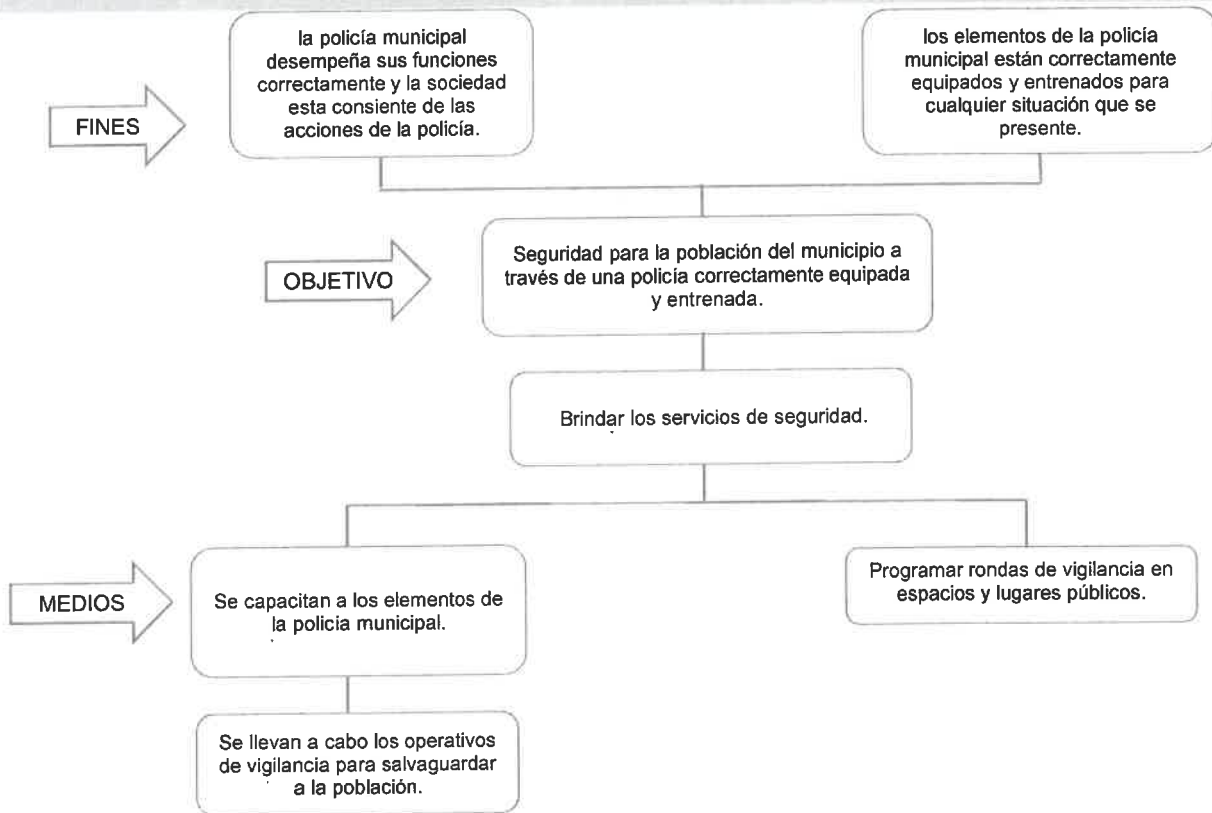 la policía municipal
desempeña sus funciones
correctamente y la sociedad
esta consiente de las
acciones de la policía.
los elementos de la policía
municipal están correctamente
equipados y entrenados para
cualquier situación que se
presente.
FINES
Seguridad para la población del municipio a
través de una policía correctamente equipada
y entrenada.
OBJETIVO
Brindar los servicios de seguridad.
Se capacitan a los elementos de
la policía municipal.
Programar rondas de vigilancia en
espacios y lugares públicos.
MEDIOS
Se llevan a cabo los operativos
de vigilancia para salvaguardar
a la población.